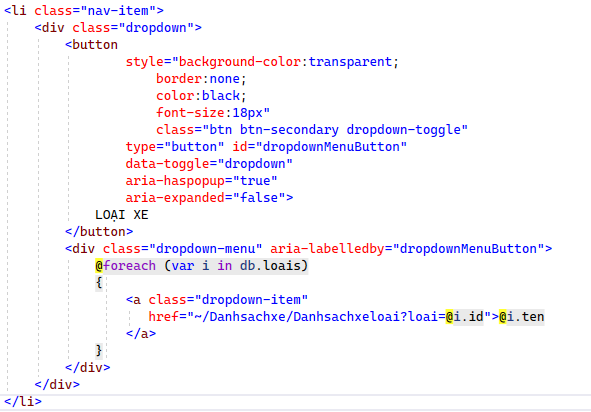 <li class="nav-item">
<div class="dropdown">
<button
style="background-color:transparent;
border:none;
color:black;
font-size:18px"
class="btn btn-secondary dropdown-toggle"
type="button" id="dropdownMenuButton"
data-toggle="dropdown"
aria-haspopup="true"
aria-expanded="false">
LOẠI XE
</button>
<div class="dropdown-menu" aria-labelledby="dropdownMenuButton">
@foreach (var i in db.loais)
{
<a class="dropdown-item"
href="~/Danhsachxe/Danhsachxeloai?loai=@i.id">@i.ten
</a>
}
</div>
</div>
</li>